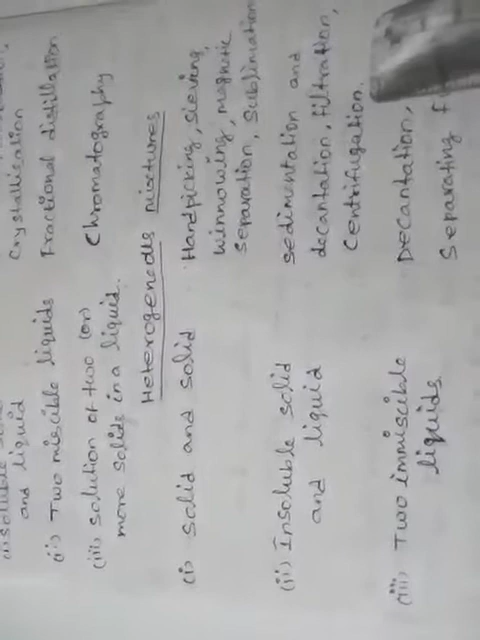 and liquid Crystallization
(ii) Two miscible liquids Fractional distillation
(iii) solution of two (or) Chromatography
more solids in a liquid.
Heterogeneous mixtures
(i) solid and solid Handpicking, sieving,
winnowing, magnetic
separation, sublimation
(ii) Insoluble solid sedimentation and
and liquid decantation, filtration,
Centrifugation.
(iii) Two immiscible Decantation,
liquids Separating